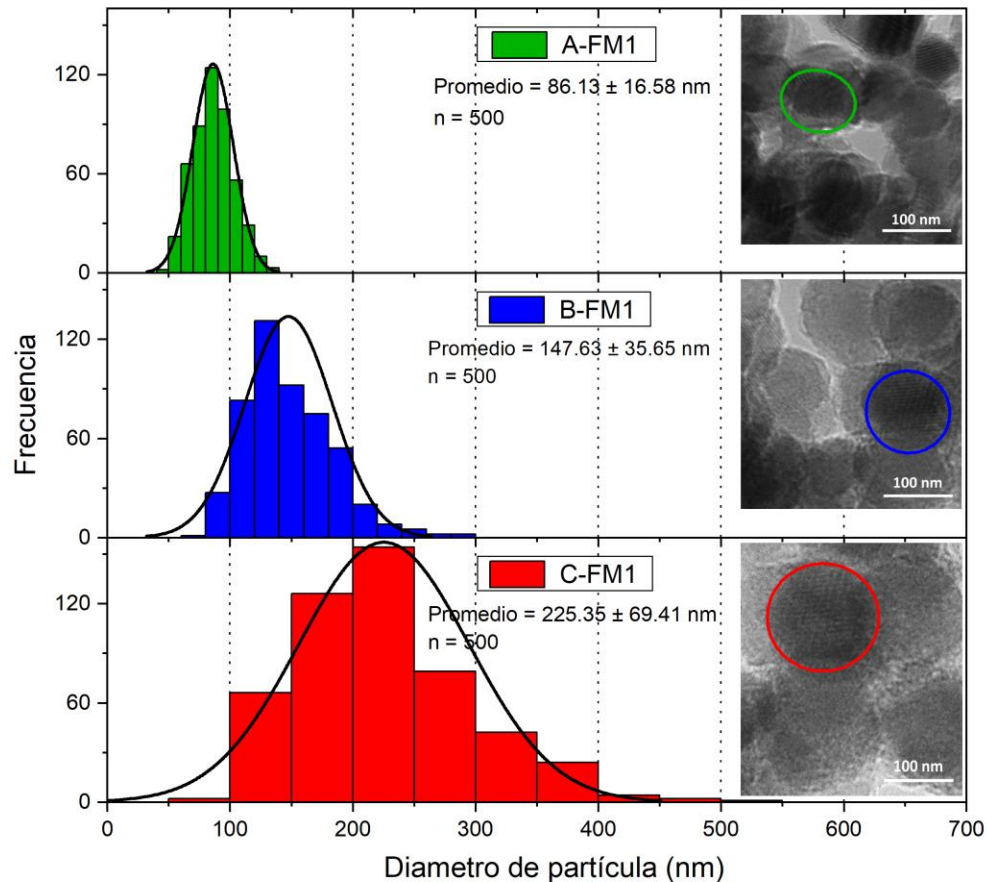 A-FM1
Promedio = 86.13 ± 16.58 nm
n = 500
100 nm
120
60
0
B-FM1
Promedio = 147.63 ± 35.65 nm
n = 500
100 nm
120
60
0
Frecuencia
C-FM1
Promedio = 225.35 ± 69.41 nm
n = 500
100 nm
120
60
0
0 100 200 300 400 500 600 700
Diametro de partícula (nm)